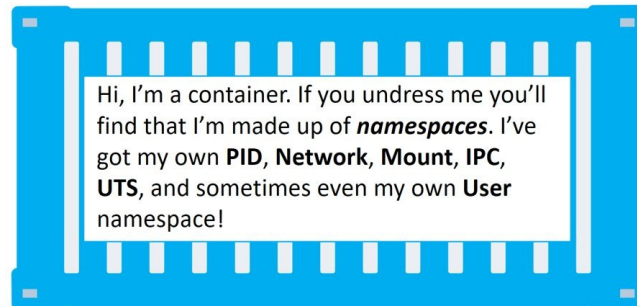 Hi, I’m a container. If you undress me you’ll
find that I’m made up of namespaces. I’ve
got my own PID, Network, Mount, IPC,
UTS, and sometimes even my own User
namespace!